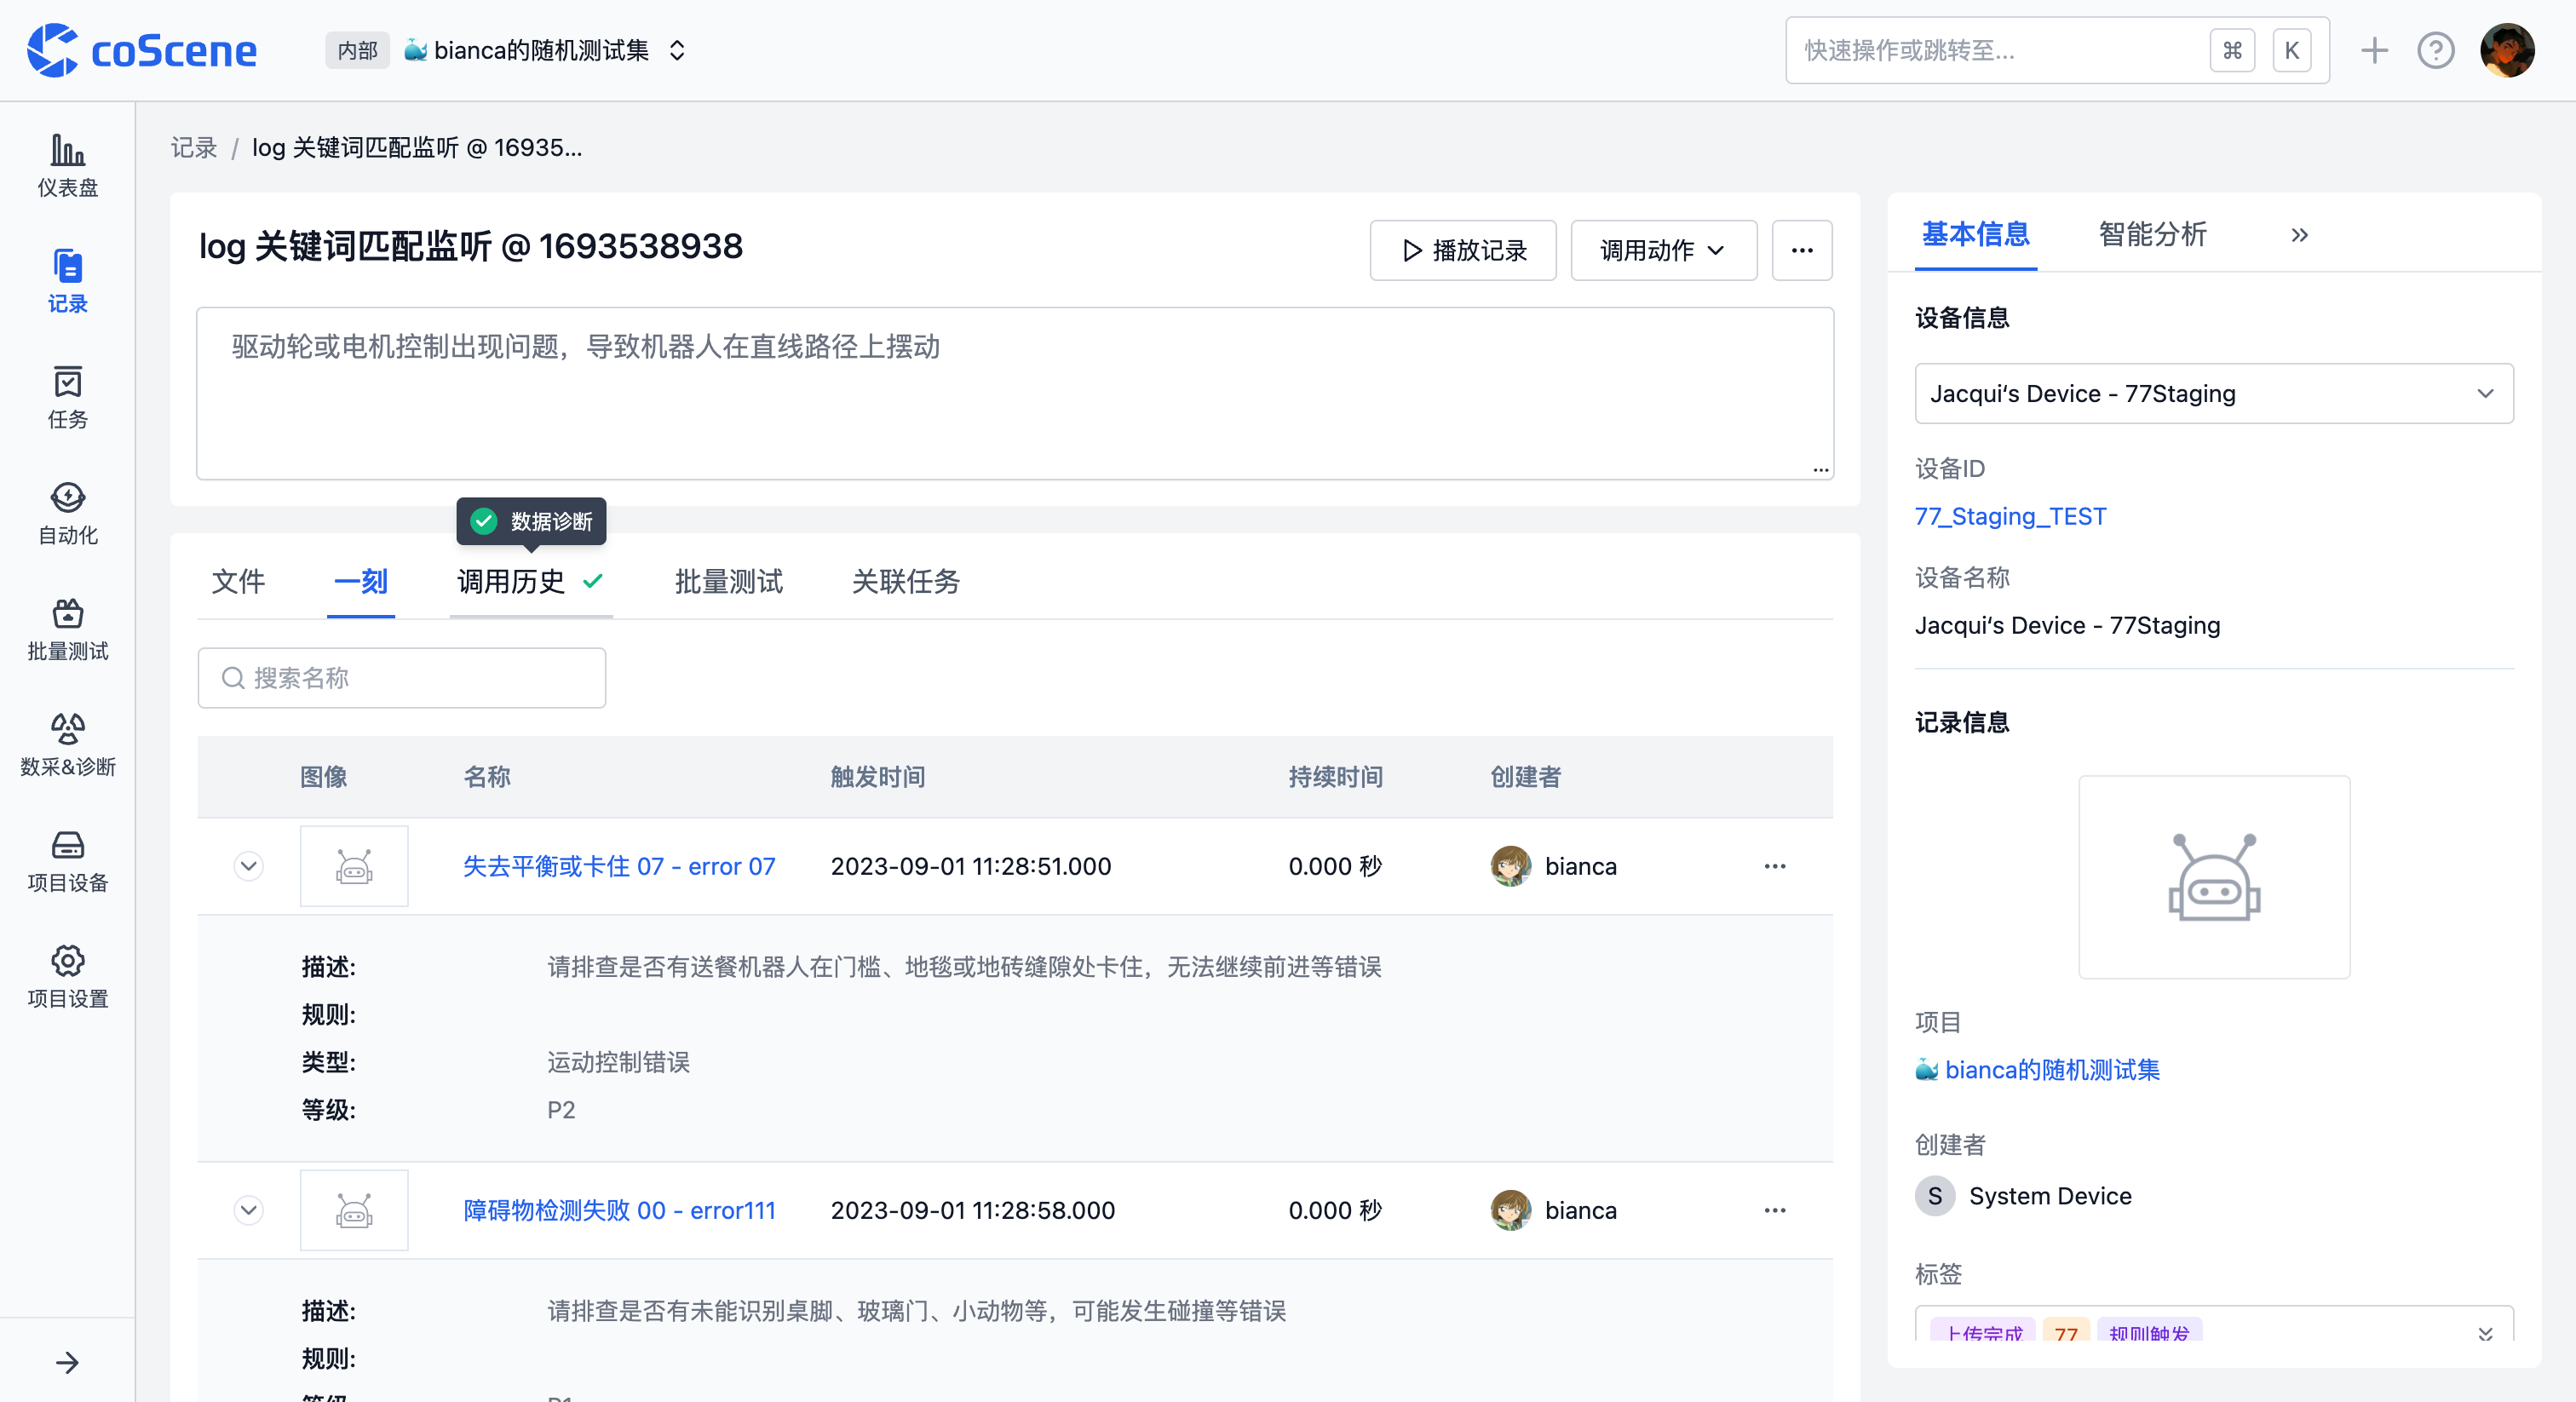 coScene
内部 bianca的随机测试集
快速操作或跳转至... ⌘ K
仪表盘
记录
任务
自动化
批量测试
数采&诊断
项目设备
项目设置
记录 / log 关键词匹配监听 @ 16935...
log 关键词匹配监听 @ 1693538938
播放记录 调用动作
驱动轮或电机控制出现问题，导致机器人在直线路径上摆动
数据诊断
文件 一刻 调用历史 批量测试 关联任务
搜索名称
图像 名称 触发时间 持续时间 创建者
失去平衡或卡住 07 - error 07 2023-09-01 11:28:51.000 0.000 秒 bianca
描述: 请排查是否有送餐机器人在门槛、地毯或地砖缝隙处卡住，无法继续前进等错误
规则:
类型: 运动控制错误
等级: P2
障碍物检测失败 00 - error111 2023-09-01 11:28:58.000 0.000 秒 bianca
描述: 请排查是否有未能识别桌脚、玻璃门、小动物等，可能发生碰撞等错误
规则:
等级: P1
基本信息 智能分析
设备信息
Jacqui‘s Device - 77Staging
设备ID
77_Staging_TEST
设备名称
Jacqui‘s Device - 77Staging
记录信息
项目
bianca的随机测试集
创建者
S System Device
标签
上传完成 77 规则触发